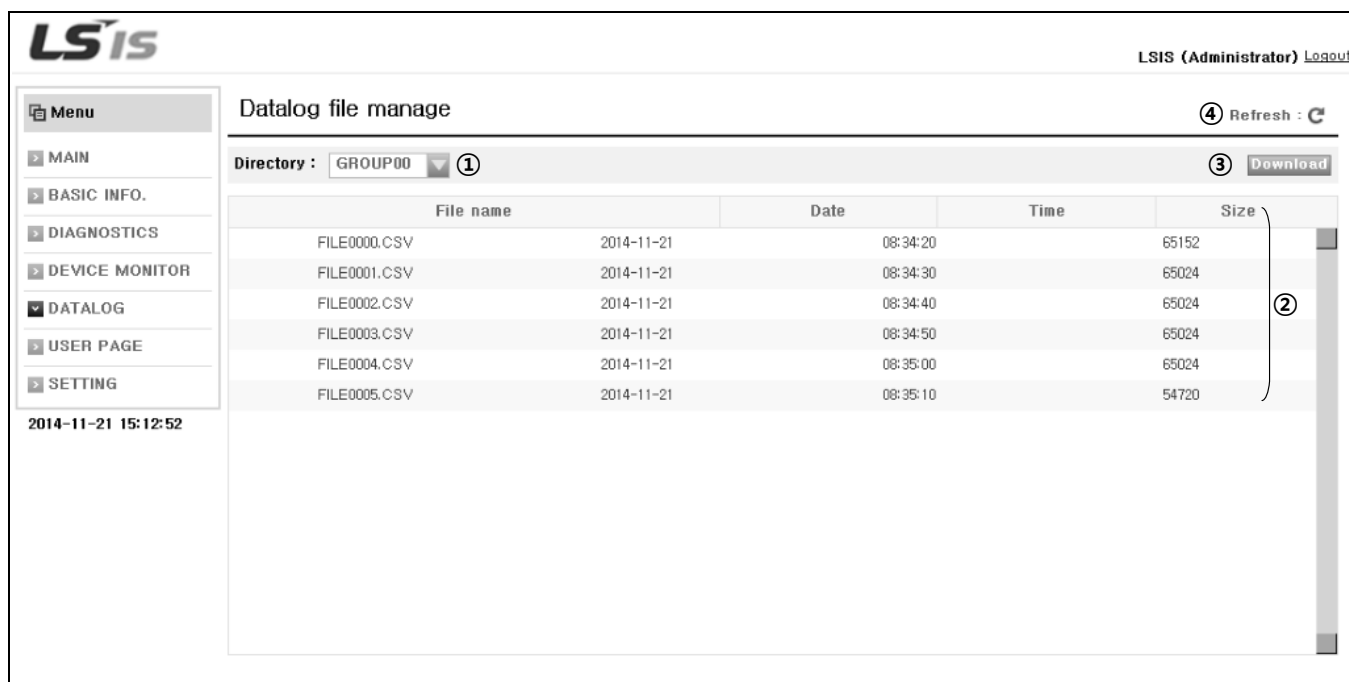 LSIS
LSIS (Administrator) Logout
Menu
MAIN
BASIC INFO.
DIAGNOSTICS
DEVICE MONITOR
DATALOG
USER PAGE
SETTING
2014-11-21 15:12:52
Datalog file manage
④ Refresh :
Directory : GROUP00 ① ③ Download
File name Date Time Size
FILE0000.CSV 2014-11-21 08:34:20 65152
FILE0001.CSV 2014-11-21 08:34:30 65024
FILE0002.CSV 2014-11-21 08:34:40 65024 ②
FILE0003.CSV 2014-11-21 08:34:50 65024
FILE0004.CSV 2014-11-21 08:35:00 65024
FILE0005.CSV 2014-11-21 08:35:10 54720